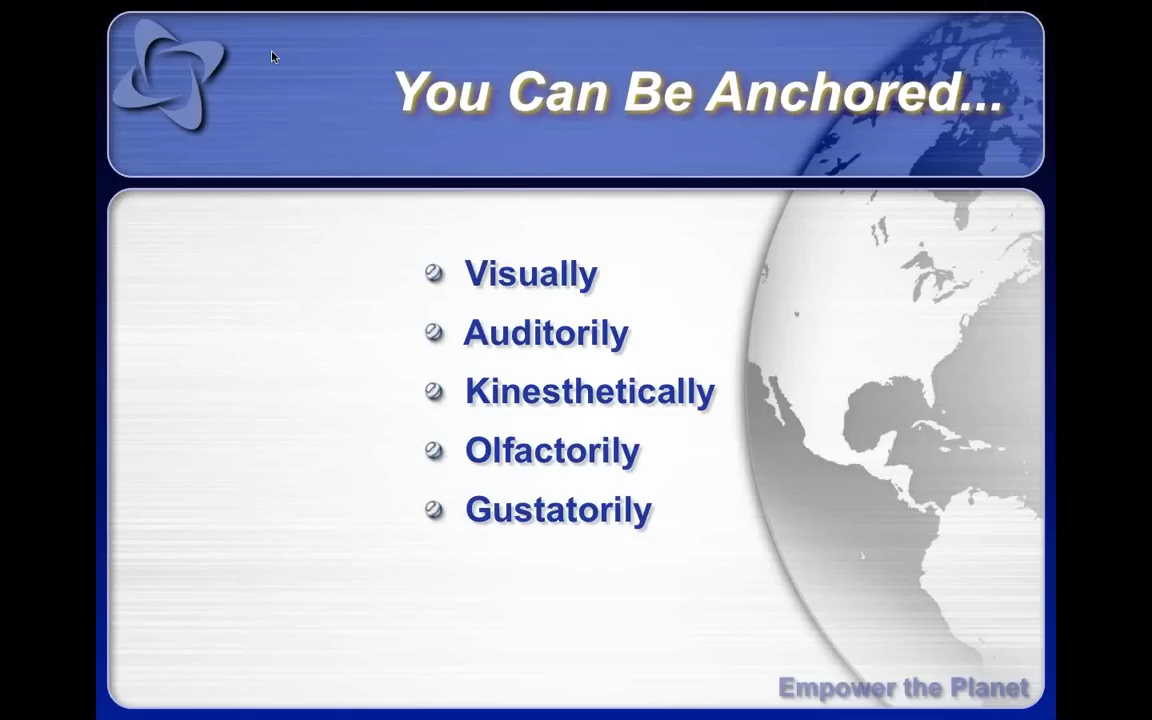 You Can Be Anchored...
Visually
Auditorily
Kinesthetically
Olfactorily
Gustatorily
Empower the Planet